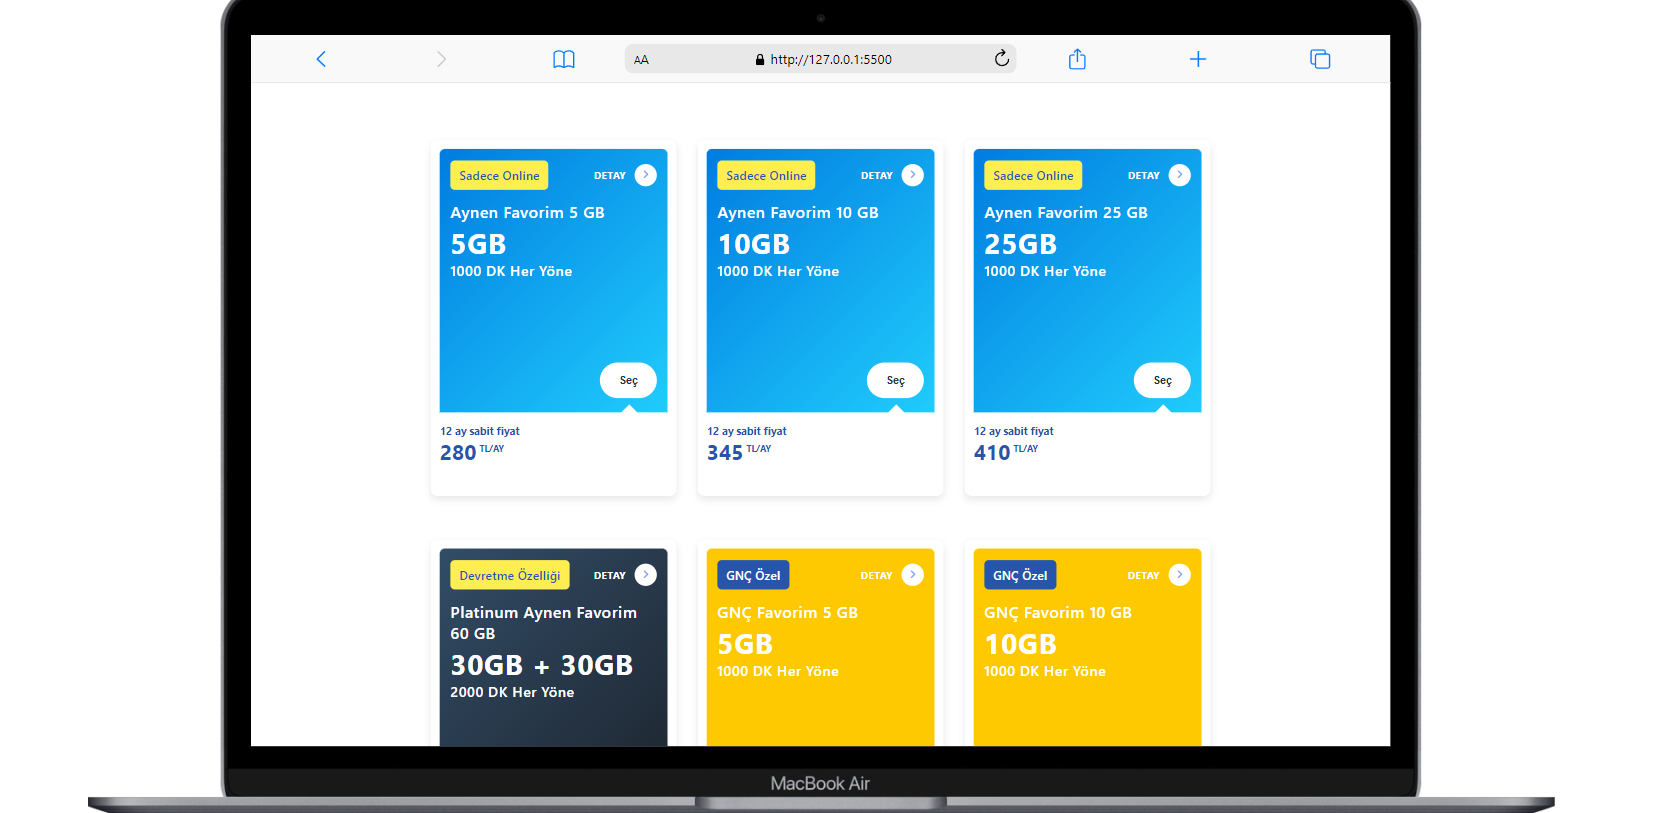 AA
http://127.0.0.1:5500
Sadece Online
DETAY
Aynen Favorim 5 GB
5GB
1000 DK Her Yöne
Seç
12 ay sabit fiyat
280 TL/AY
Sadece Online
DETAY
Aynen Favorim 10 GB
10GB
1000 DK Her Yöne
Seç
12 ay sabit fiyat
345 TL/AY
Sadece Online
DETAY
Aynen Favorim 25 GB
25GB
1000 DK Her Yöne
Seç
12 ay sabit fiyat
410 TL/AY
Devretme Özelliği
DETAY
Platinum Aynen Favorim
60 GB
30GB + 30GB
2000 DK Her Yöne
GNÇ Özel
DETAY
GNÇ Favorim 5 GB
5GB
1000 DK Her Yöne
GNÇ Özel
DETAY
GNÇ Favorim 10 GB
10GB
1000 DK Her Yöne
MacBook Air